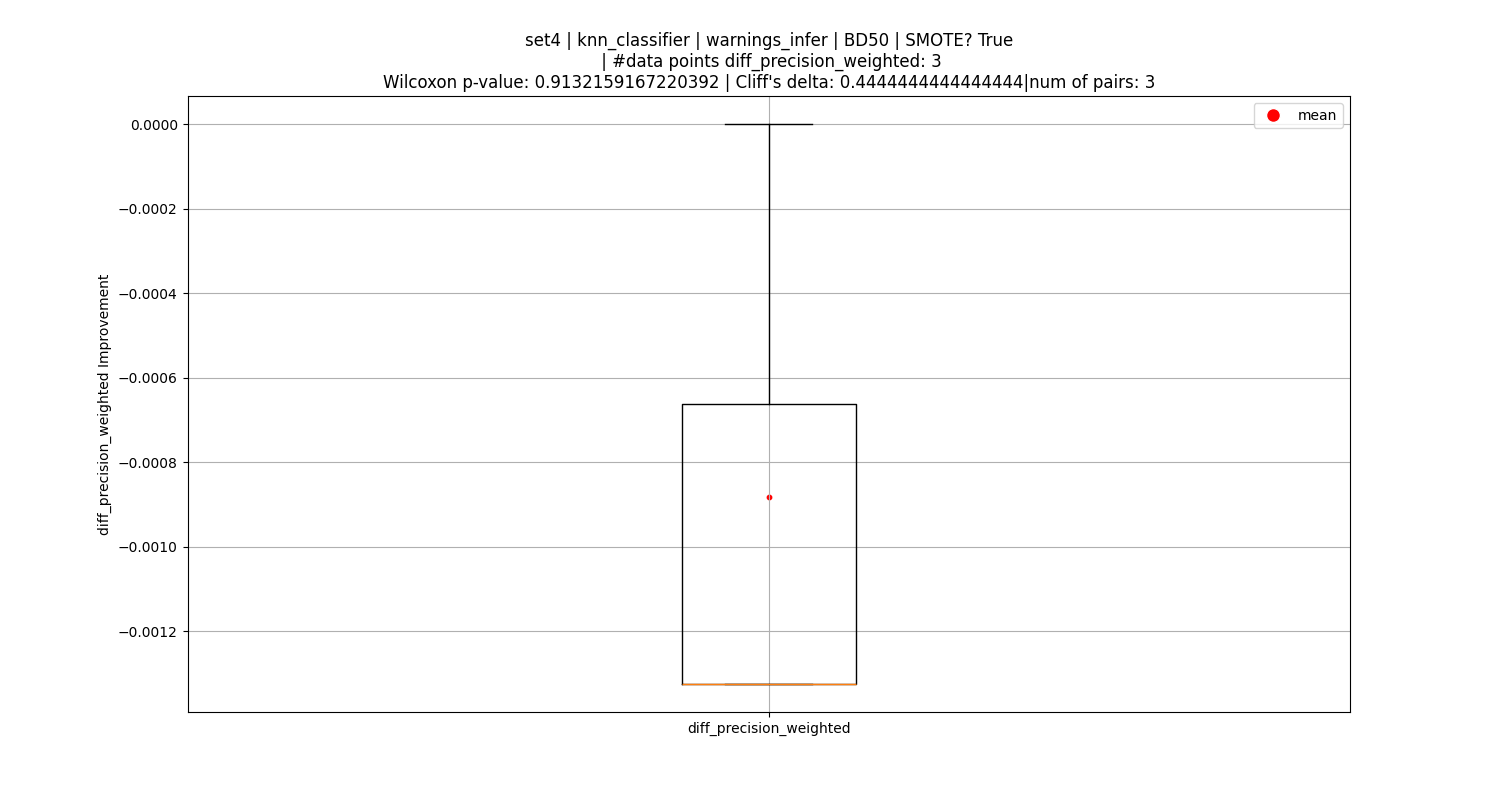 set4 | knn_classifier | warnings_infer | BD50 | SMOTE? True
| #data points diff_precision_weighted: 3
Wilcoxon p-value: 0.9132159167220392 | Cliff's delta: 0.4444444444444444|num of pairs: 3
mean
0.0000
−0.0002
−0.0004
−0.0006
−0.0008
−0.0010
−0.0012
diff_precision_weighted Improvement
diff_precision_weighted